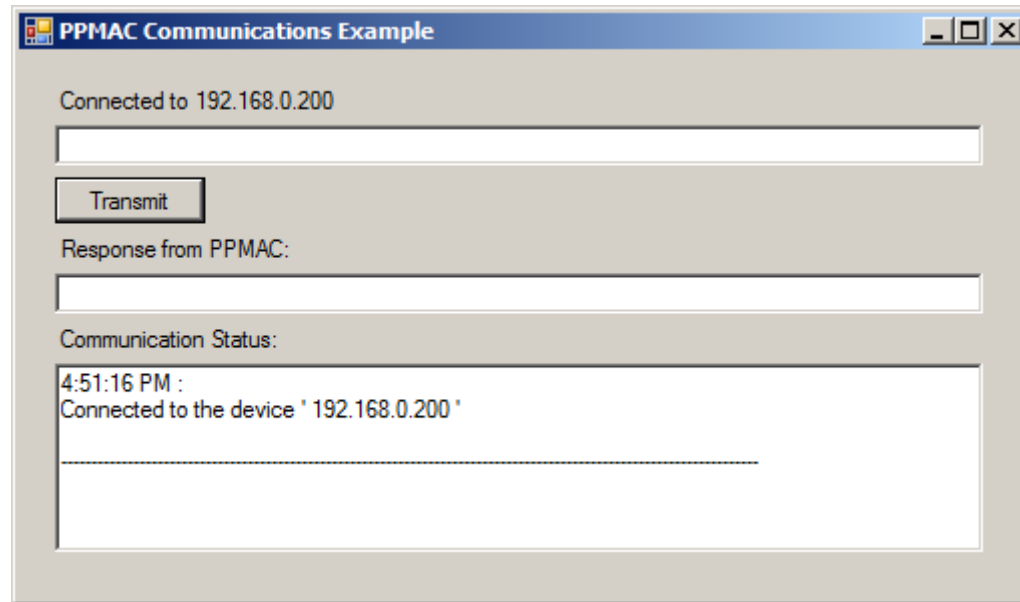 PPMAC Communications Example
Connected to 192.168.0.200
Transmit
Response from PPMAC:
Communication Status:
4:51:16 PM :
Connected to the device ' 192.168.0.200 '